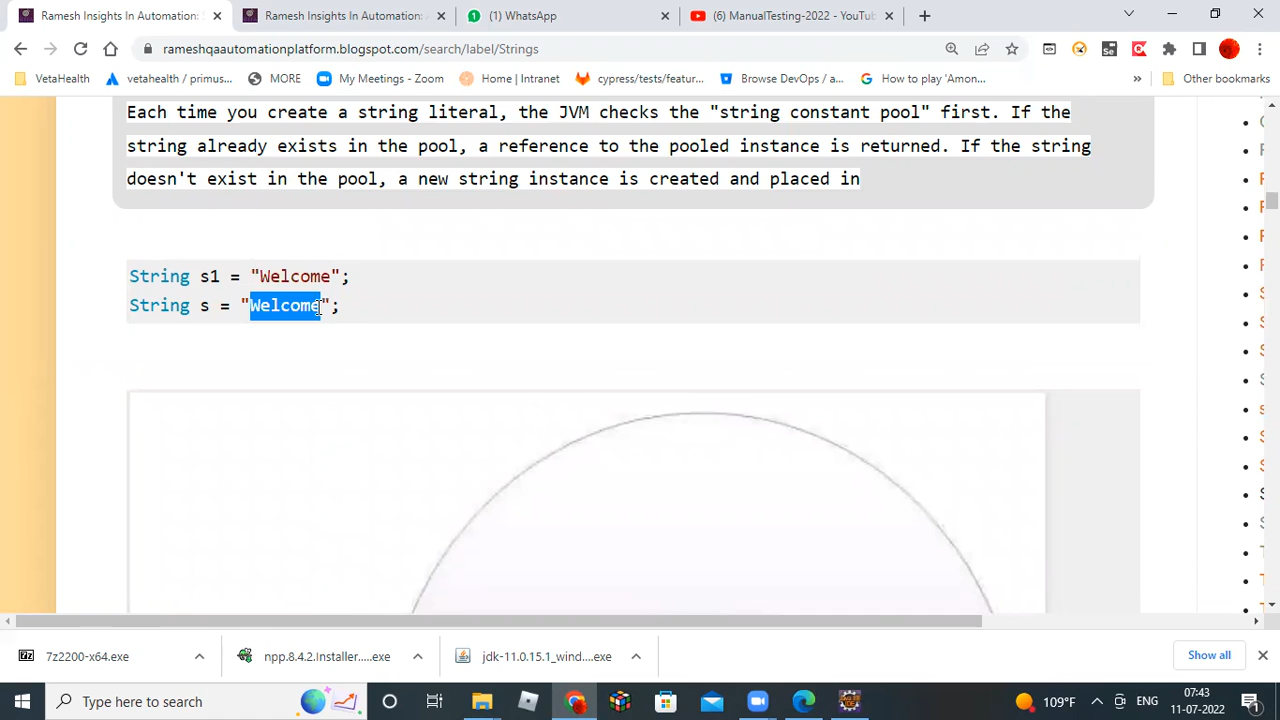 Ramesh Insights In Automation:
Ramesh Insights In Automation:
(1) WhatsApp
(6) ManualTesting-2022 - YouTube
rameshqaautomationplatform.blogspot.com/search/label/Strings
VetaHealth
vetahealth / primus...
MORE
My Meetings - Zoom
Home | Intranet
cypress/tests/featur...
Browse DevOps / a...
How to play 'Amon...
»
Other bookmarks
Each time you create a string literal, the JVM checks the "string constant pool" first. If the
string already exists in the pool, a reference to the pooled instance is returned. If the string
doesn't exist in the pool, a new string instance is created and placed in
String s1 = "Welcome";
String s = "Welcome";
7z2200-x64.exe
npp.8.4.2.Installer.....exe
jdk-11.0.15.1_wind....exe
Show all
Type here to search
109°F
ENG
07:43
11-07-2022